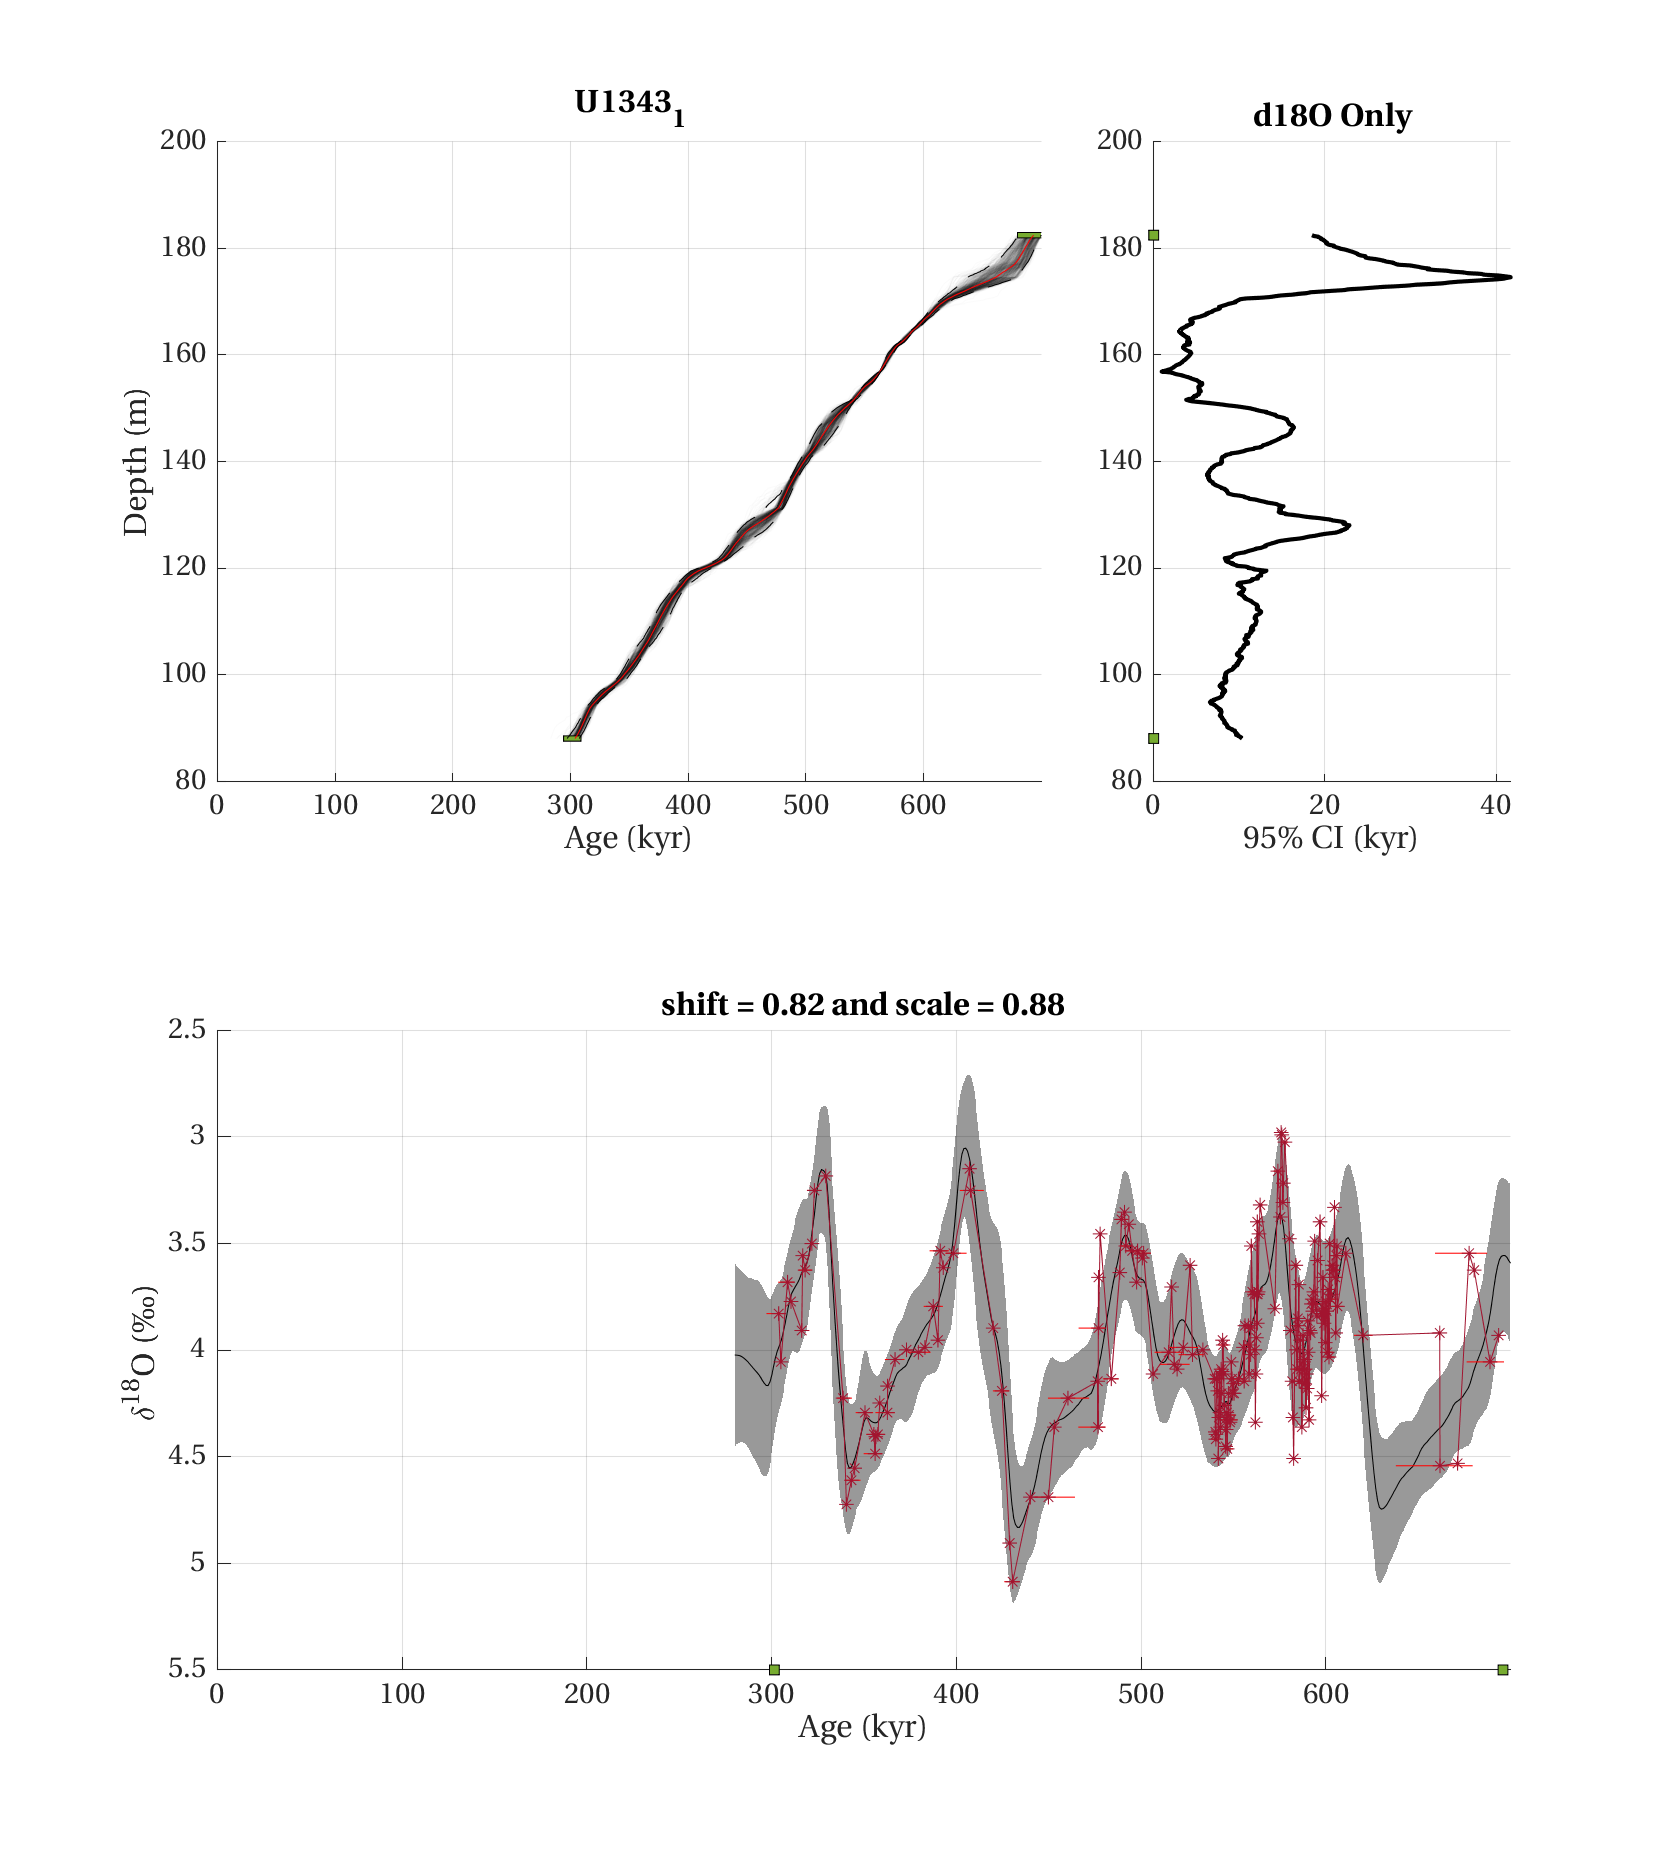 U1343₁
200
180
160
140
120
100
80
Depth (m)
0 100 200 300 400 500 600
Age (kyr)
d18O Only
200
180
160
140
120
100
80
0 20 40
95% CI (kyr)
shift = 0.82 and scale = 0.88
2.5
3
3.5
4
4.5
5
5.5
δ¹⁸O (‰)
0 100 200 300 400 500 600
Age (kyr)